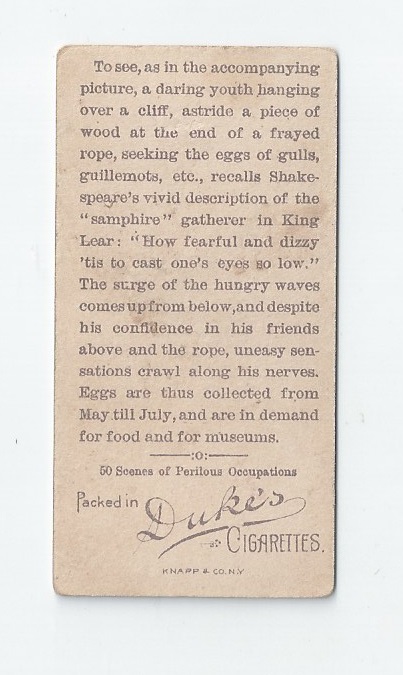 To see, as in the accompanying
picture, a daring youth hanging
over a cliff, astride a piece of
wood at the end of a frayed
rope, seeking the eggs of gulls,
guillemots, etc., recalls Shake-
speare's vivid description of the
"samphire" gatherer in King
Lear: "How fearful and dizzy
'tis to cast one's eyes so low."
The surge of the hungry waves
comes up from below, and despite
his confidence in his friends
above and the rope, uneasy sen-
sations crawl along his nerves.
Eggs are thus collected from
May till July, and are in demand
for food and for museums.
:o:
50 Scenes of Perilous Occupations
Packed in
Duke's
CIGARETTES.
KNAPP & CO. N.Y